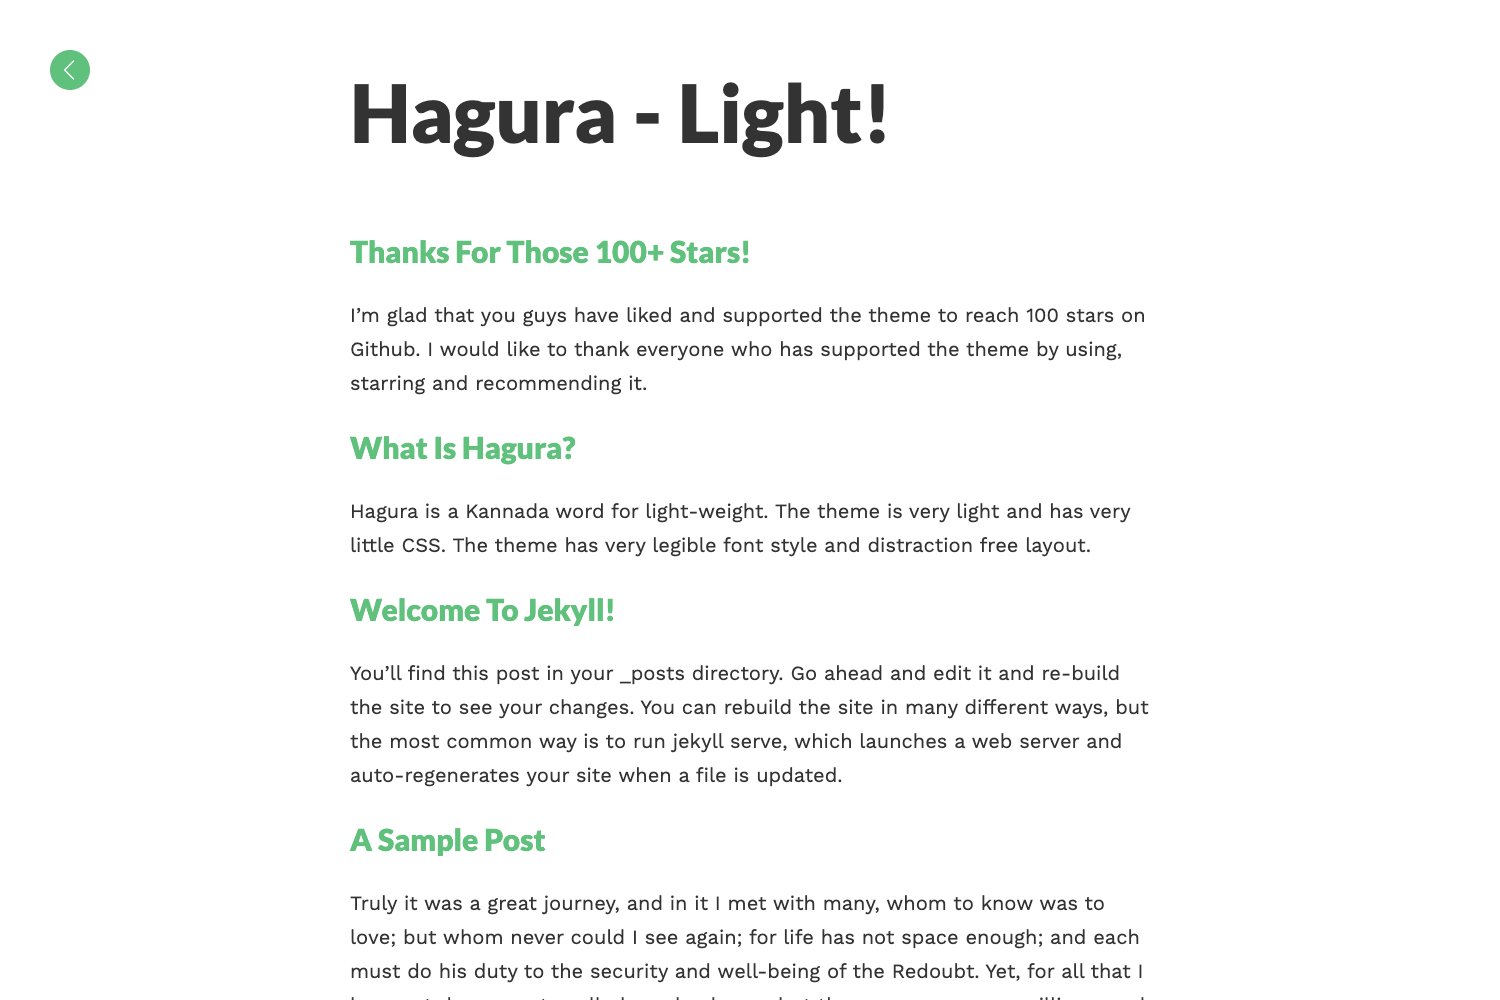 Hagura - Light!
Thanks For Those 100+ Stars!
I’m glad that you guys have liked and supported the theme to reach 100 stars on
Github. I would like to thank everyone who has supported the theme by using,
starring and recommending it.
What Is Hagura?
Hagura is a Kannada word for light-weight. The theme is very light and has very
little CSS. The theme has very legible font style and distraction free layout.
Welcome To Jekyll!
You’ll find this post in your _posts directory. Go ahead and edit it and re-build
the site to see your changes. You can rebuild the site in many different ways, but
the most common way is to run jekyll serve, which launches a web server and
auto-regenerates your site when a file is updated.
A Sample Post
Truly it was a great journey, and in it I met with many, whom to know was to
love; but whom never could I see again; for life has not space enough; and each
must do his duty to the security and well-being of the Redoubt. Yet, for all that I